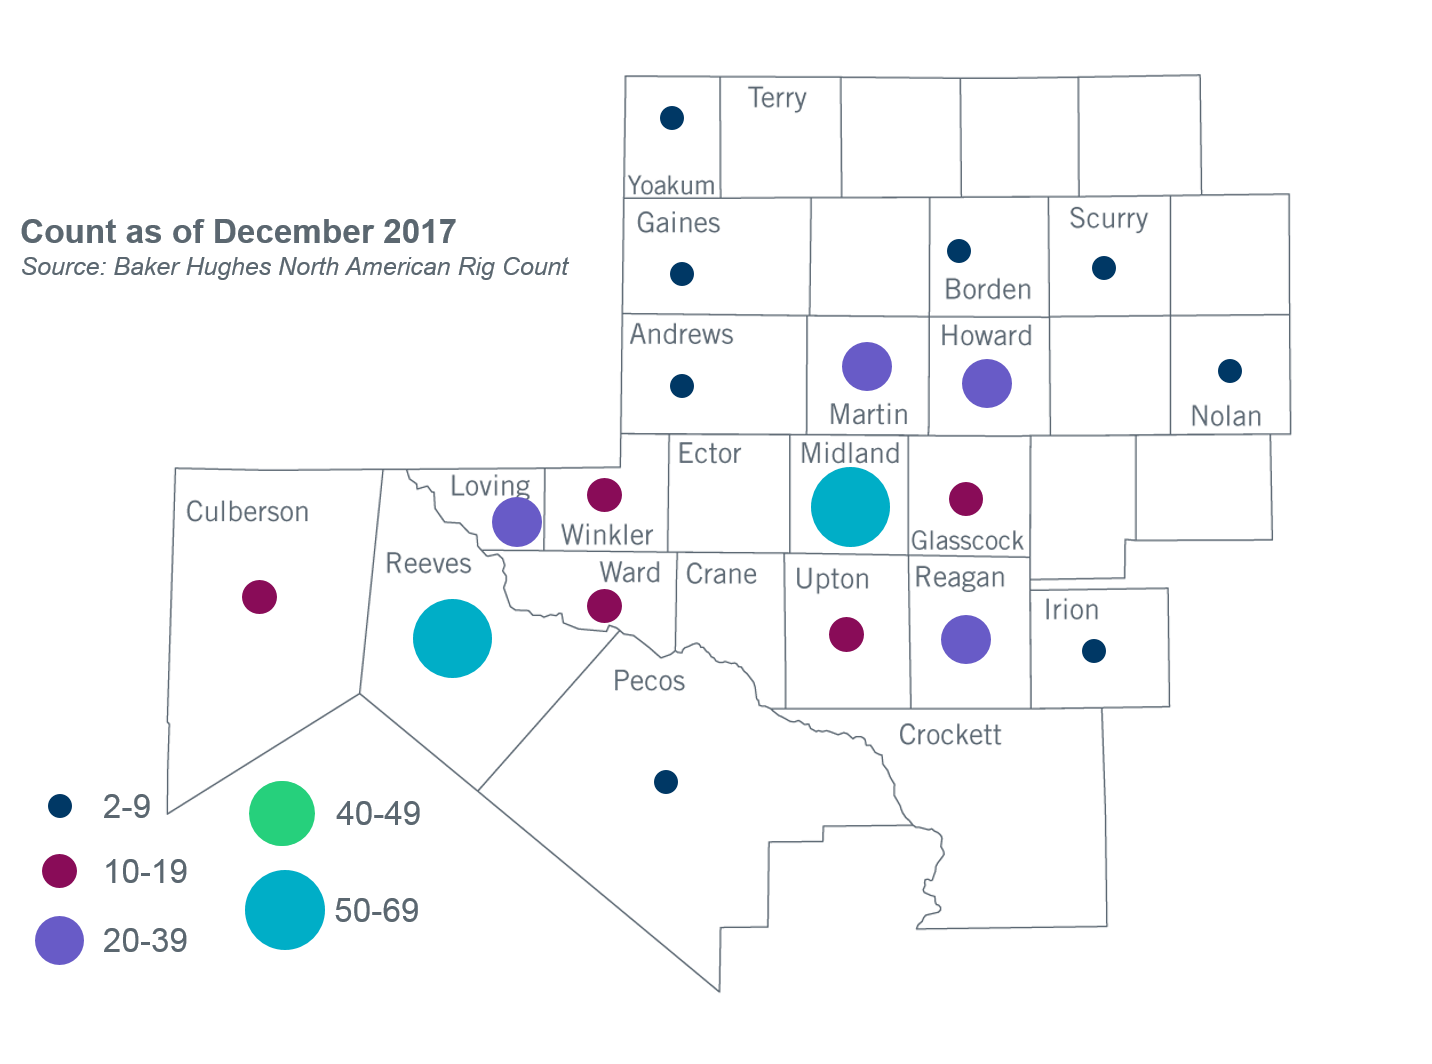 Terry
Yoakum
Count as of December 2017
Source: Baker Hughes North American Rig Count
Gaines
Scurry
Borden
Andrews
Howard
Martin
Nolan
Ector
Midland
Loving
Culberson
Winkler
Glasscock
Reeves
Ward
Crane
Upton
Reagan
Irion
Pecos
Crockett
2-9
40-49
10-19
50-69
20-39